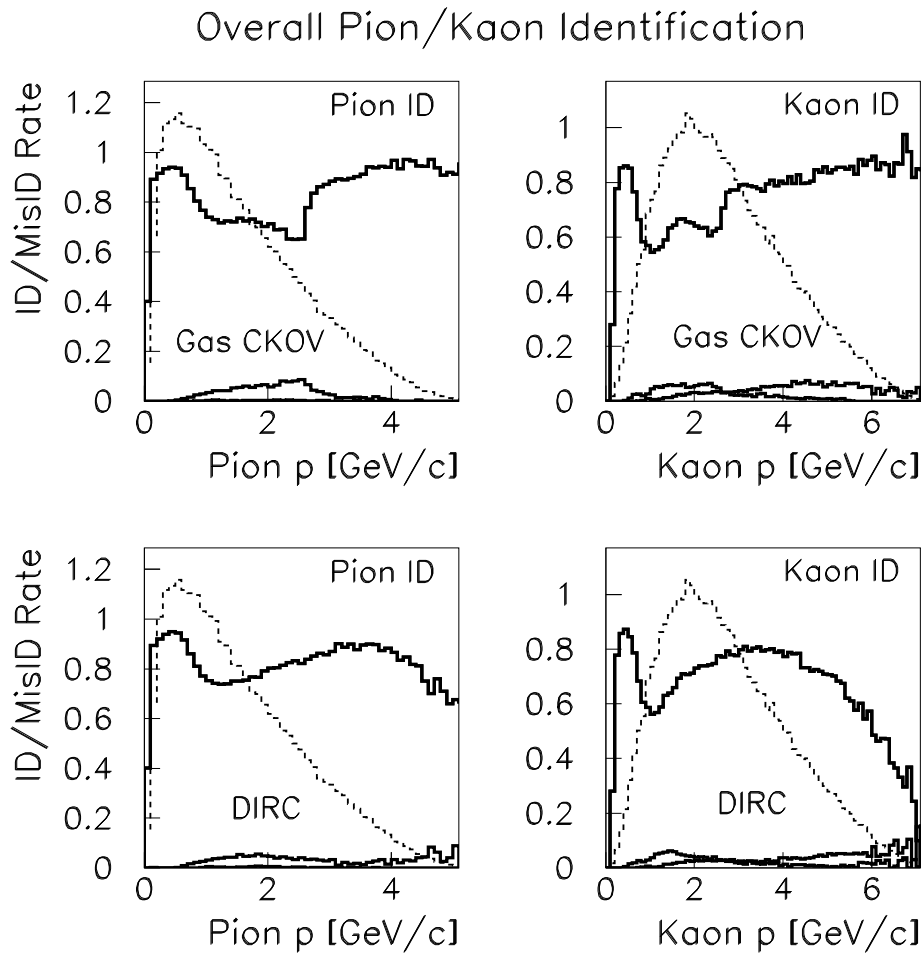 Overall Pion/Kaon Identification
ID/MisID Rate
1.2
1
0.8
0.6
0.4
0.2
0
Pion ID
Gas CKOV
0 2 4
Pion p [GeV/c]
1
0.8
0.6
0.4
0.2
0
Kaon ID
Gas CKOV
0 2 4 6
Kaon p [GeV/c]
ID/MisID Rate
1.2
1
0.8
0.6
0.4
0.2
0
Pion ID
DIRC
0 2 4
Pion p [GeV/c]
1
0.8
0.6
0.4
0.2
0
Kaon ID
DIRC
0 2 4 6
Kaon p [GeV/c]